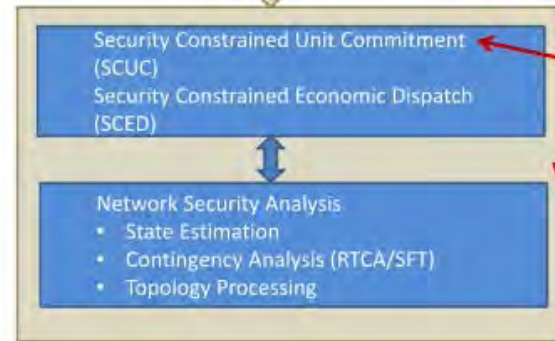 Security Constrained Unit Commitment
(SCUC)
Security Constrained Economic Dispatch
(SCED)
Network Security Analysis
• State Estimation
• Contingency Analysis (RTCA/SFT)
• Topology Processing